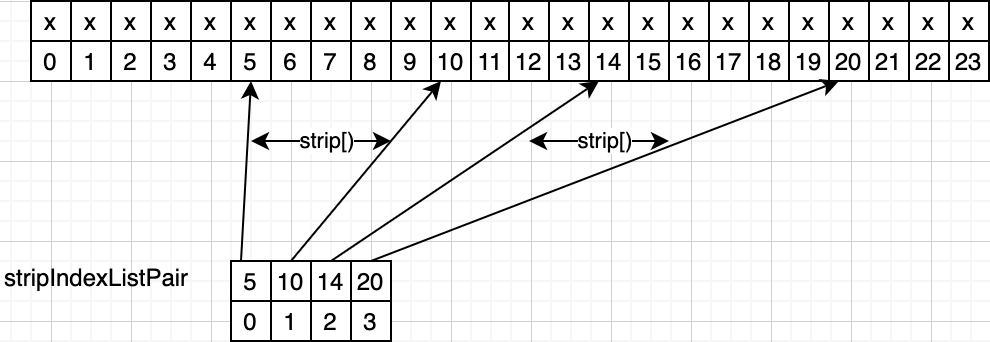 x x x x x x x x x x x x x x x x x x x x x x x x
0 1 2 3 4 5 6 7 8 9 10 11 12 13 14 15 16 17 18 19 20 21 22 23
strip[) strip[)
stripIndexListPair 5 10 14 20
0 1 2 3